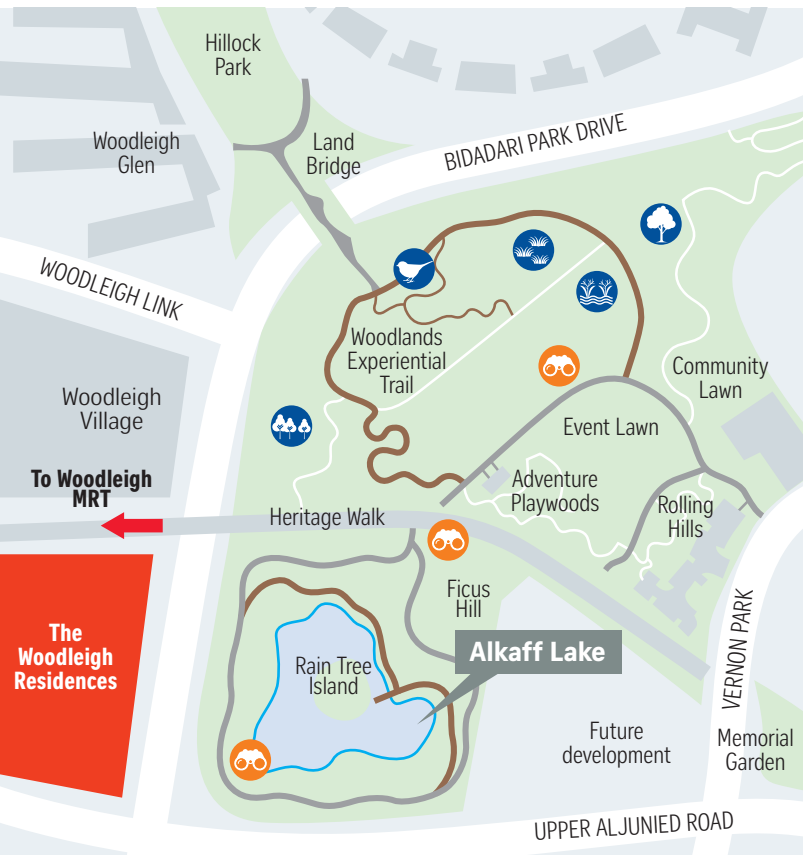 Hillock
Park
Woodleigh
Glen
Land
Bridge
BIDADARI PARK DRIVE
WOODLEIGH LINK
Woodlands
Experiential
Trail
Community
Lawn
Woodleigh
Village
Event Lawn
To Woodleigh
MRT
Adventure
Playwoods
Rolling
Hills
Heritage Walk
Ficus
Hill
The
Woodleigh
Residences
Rain Tree
Island
Alkaff Lake
VERNON PARK
Future
development
Memorial
Garden
UPPER ALJUNIED ROAD